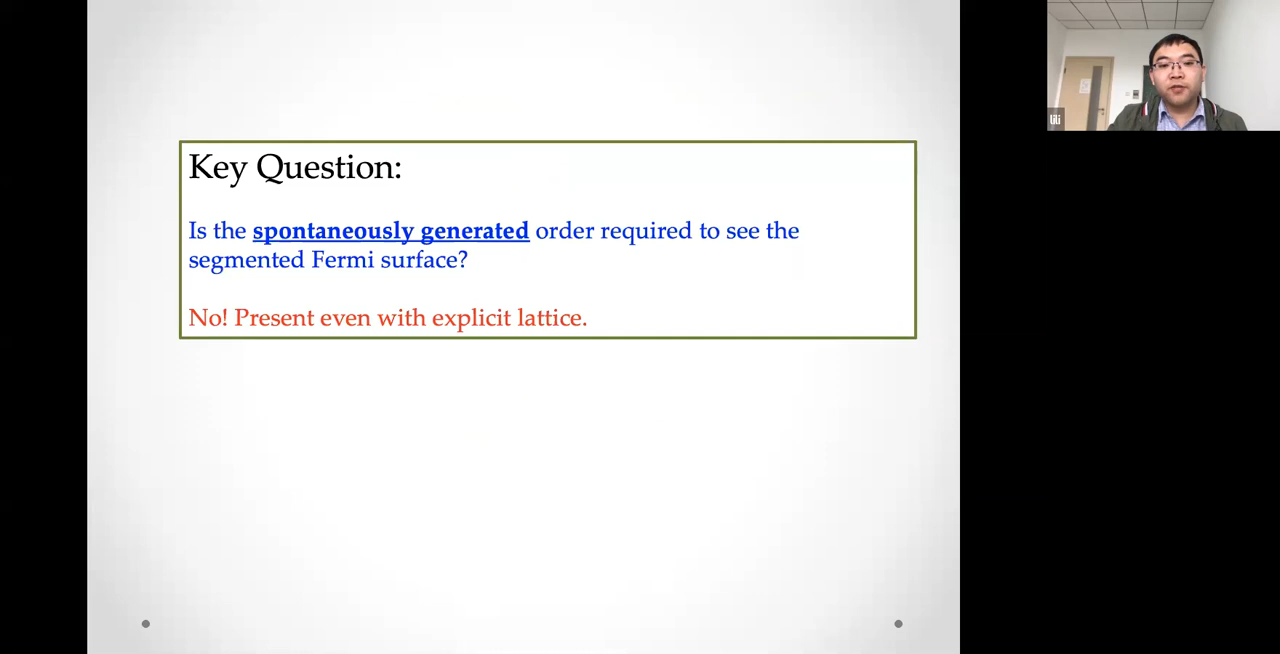 Key Question:
Is the spontaneously generated order required to see the
segmented Fermi surface?
No! Present even with explicit lattice.
lili